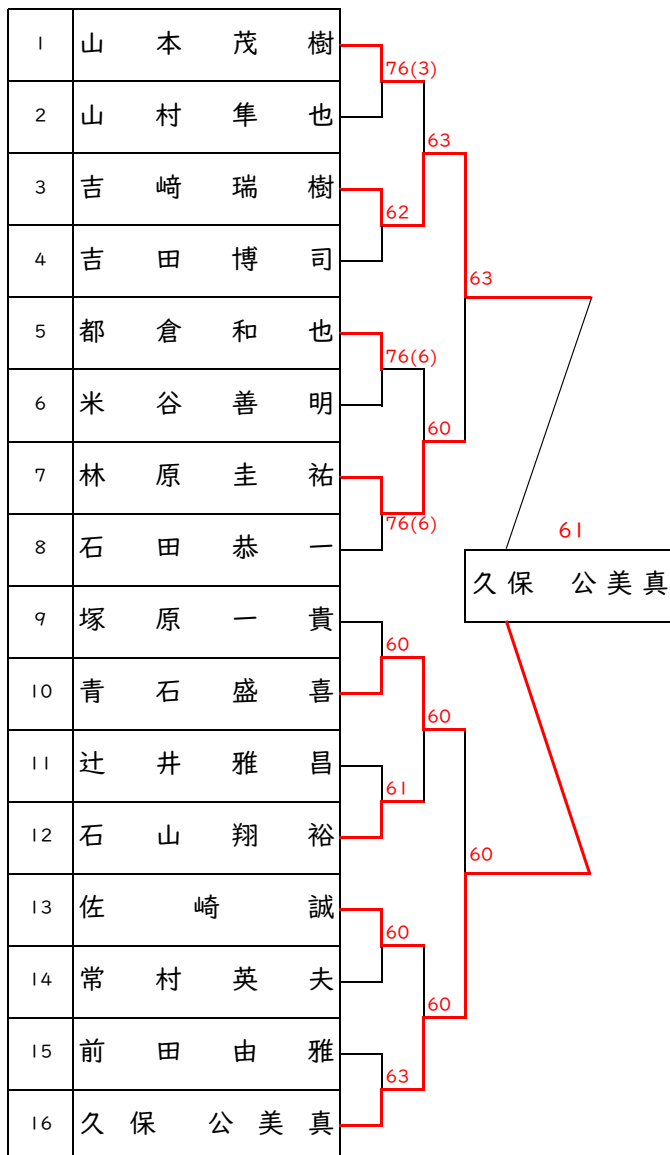 1 山本茂樹
76(3)
2 山村隼也
63
3 吉﨑瑞樹
62
4 吉田博司
63
5 都倉和也
76(6)
6 米谷善明
60
7 林原圭祐
76(6)
8 石田恭一
61
久保 公美真
9 塚原一貴
60
10 青石盛喜
60
11 辻井雅昌
61
12 石山翔裕
60
13 佐崎誠
60
14 常村英夫
60
15 前田由雅
63
16 久保 公美真